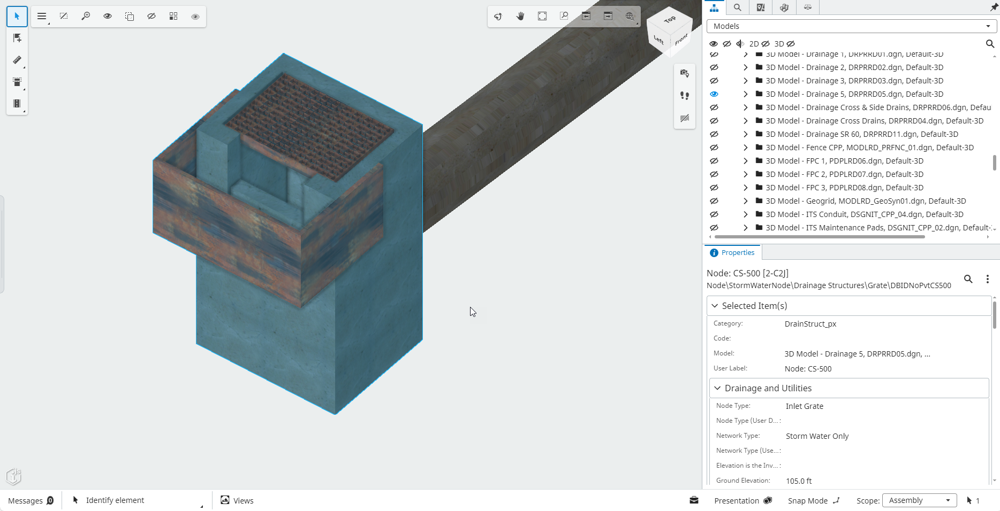 Top
Left
Front
Models
2D
3D
3D Model - Drainage 1, DRPRRD01.dgn, Default-3D
3D Model - Drainage 2, DRPRRD02.dgn, Default-3D
3D Model - Drainage 3, DRPRRD03.dgn, Default-3D
3D Model - Drainage 5, DRPRRD05.dgn, Default-3D
3D Model - Drainage Cross & Side Drains, DRPRRD06.dgn, Defau
3D Model - Drainage Cross Drains, DRPRRD04.dgn, Default-3D
3D Model - Drainage SR 60, DRPRRD11.dgn, Default-3D
3D Model - Fence CPP, MODLRD_PRFNC_01.dgn, Default-3D
3D Model - FPC 1, PDPLRD06.dgn, Default-3D
3D Model - FPC 2, PDPLRD07.dgn, Default-3D
3D Model - FPC 3, PDPLRD08.dgn, Default-3D
3D Model - Geogrid, MODLRD_GeoSyn01.dgn, Default-3D
3D Model - ITS Conduit, DSGNIT_CPP_04.dgn, Default-3D
3D Model - ITS Maintenance Pads, DSGNIT_CPP_02.dgn, Default-
Properties
Node: CS-500 [2-C2J]
Node\StormWaterNode\Drainage Structures\Grate\DBIDNoPvtCS500
Selected Item(s)
Category: DrainStruct_px
Code:
Model: 3D Model - Drainage 5, DRPRRD05.dgn, ...
User Label: Node: CS-500
Drainage and Utilities
Node Type: Inlet Grate
Node Type (User D... :
Network Type: Storm Water Only
Network Type (Use... :
Elevation is the Inv... :
Ground Elevation: 105.0 ft
Messages 0
Identify element
Views
Presentation
Snap Mode
Scope: Assembly
1